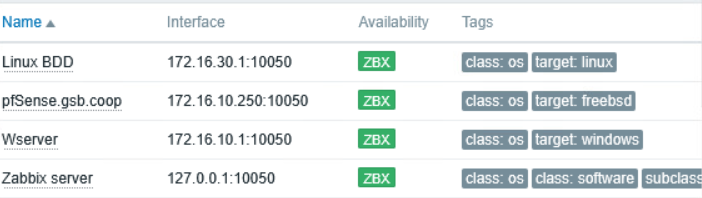 Name Interface Availability Tags
Linux BDD 172.16.30.1:10050 ZBX class: os target: linux
pfSense.gsb.coop 172.16.10.250:10050 ZBX class: os target: freebsd
Wserver 172.16.10.1:10050 ZBX class: os target: windows
Zabbix server 127.0.0.1:10050 ZBX class: os class: software subclass